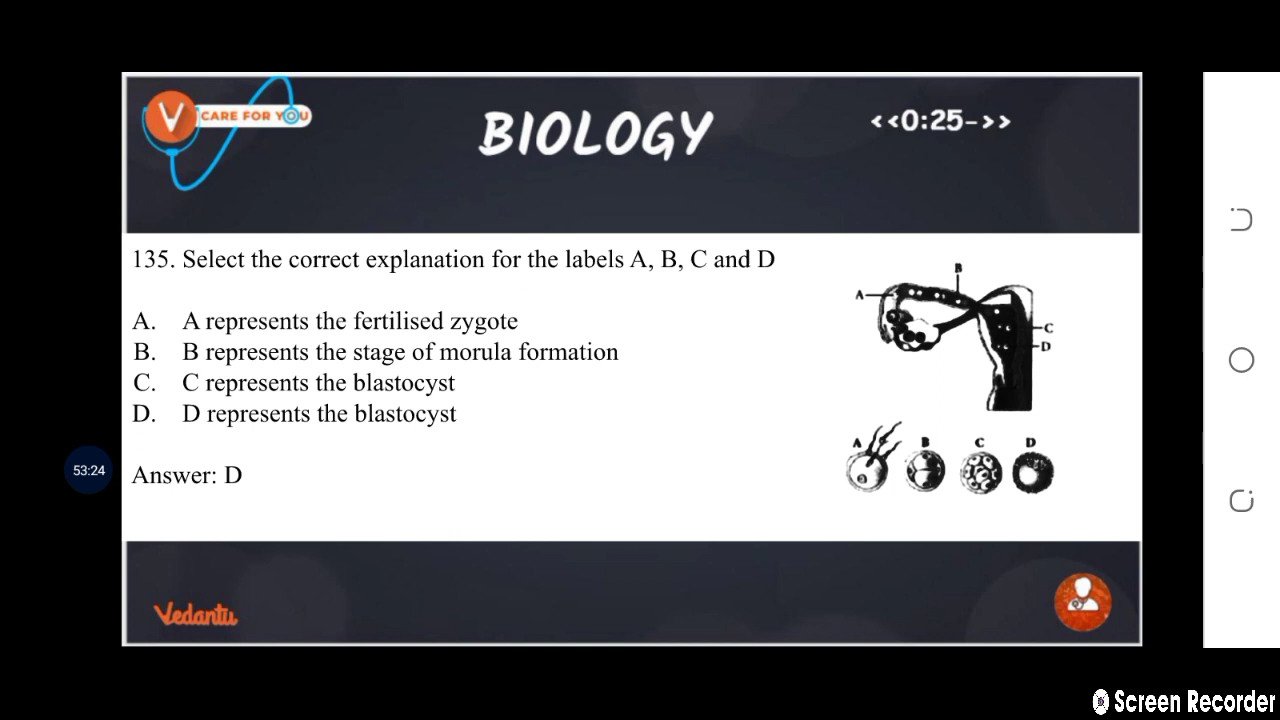 CARE FOR YOU
BIOLOGY
<<0:25->>
135. Select the correct explanation for the labels A, B, C and D
A. A represents the fertilised zygote
B. B represents the stage of morula formation
C. C represents the blastocyst
D. D represents the blastocyst
Answer: D
A
B
C
D
A B C D
53:24
Vedantu
Screen Recorder